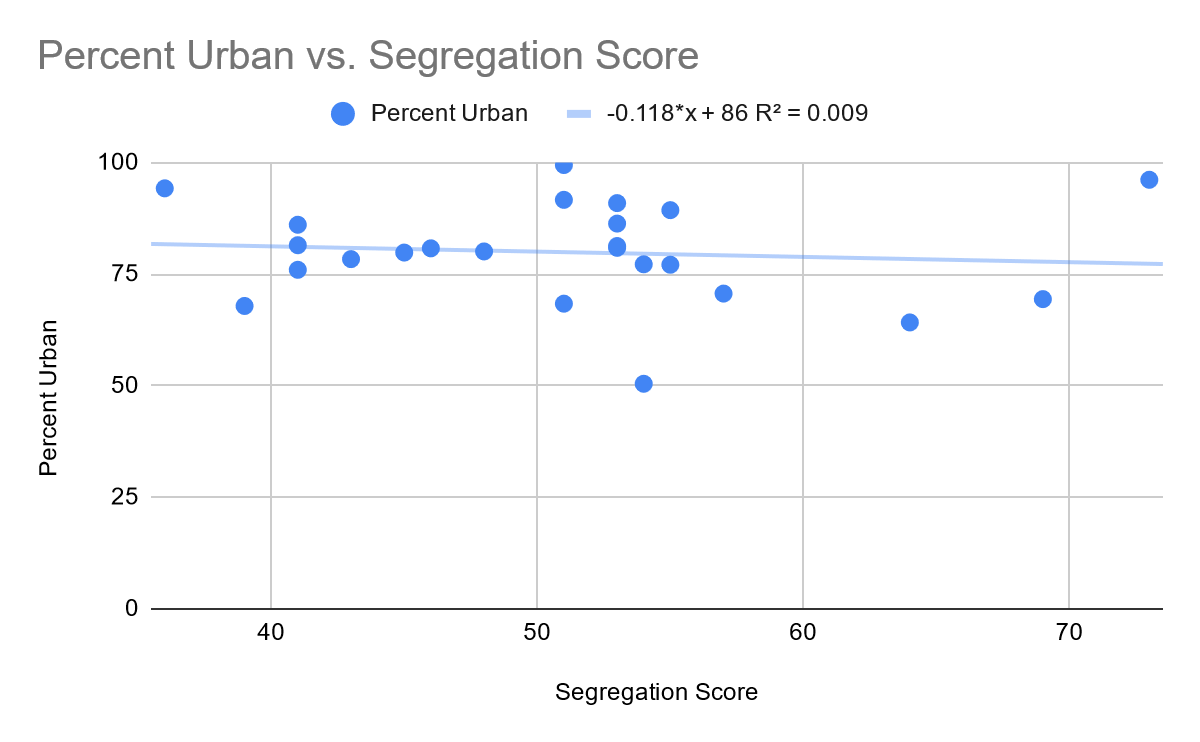 Percent Urban vs. Segregation Score
Percent Urban
-0.118*x + 86 R² = 0.009
100
75
50
25
0
Percent Urban
40
50
60
70
Segregation Score